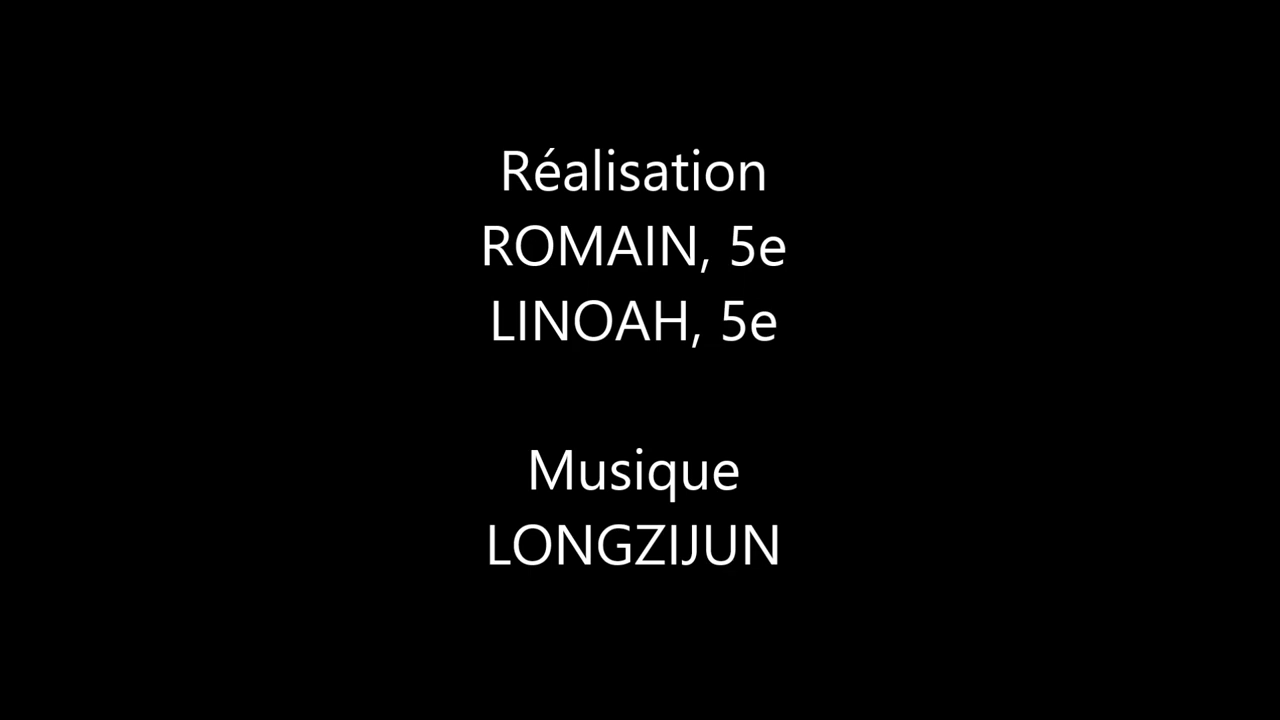 Réalisation
ROMAIN, 5e
LINOAH, 5e
Musique
LONGZIJUN